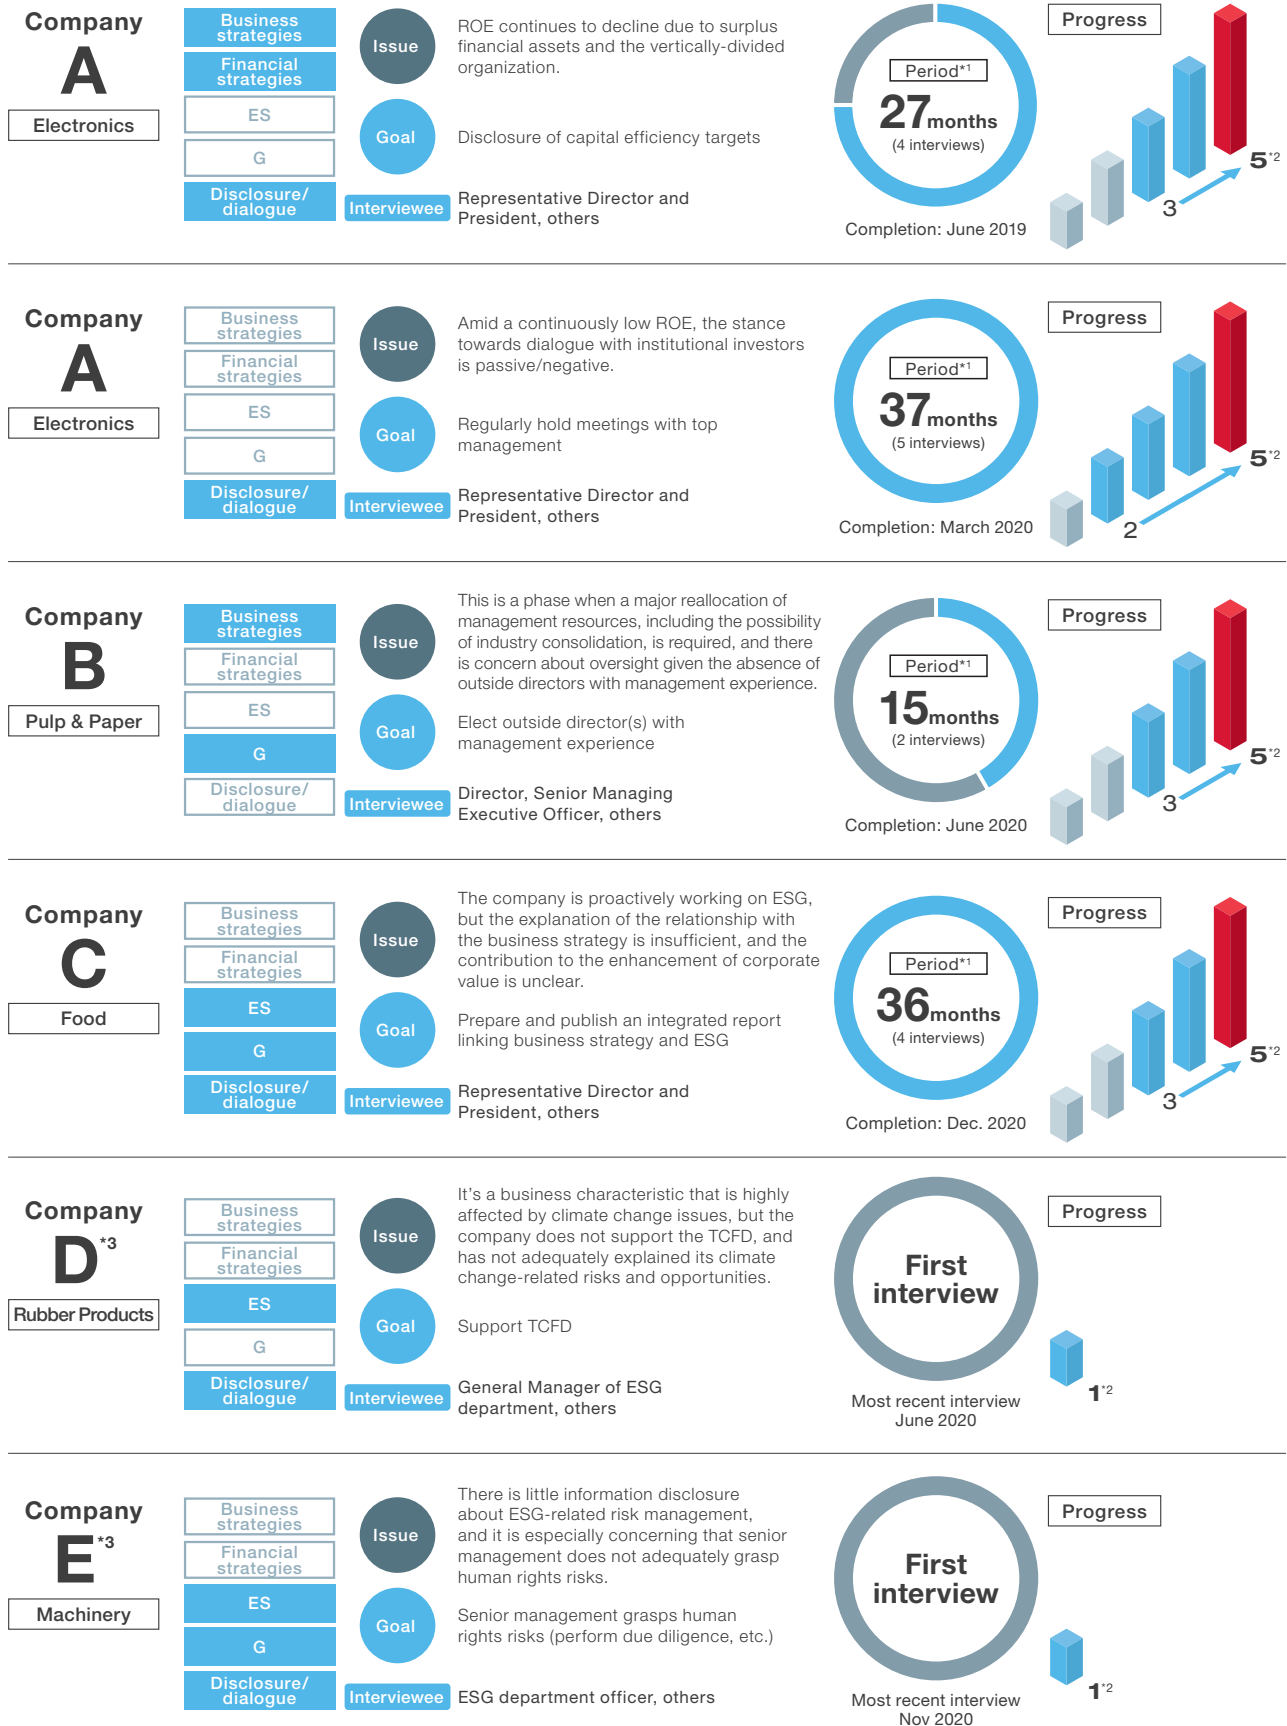 Company
A
Electronics
Business
strategies
Financial
strategies
ES
G
Disclosure/
dialogue
Issue
ROE continues to decline due to surplus
financial assets and the vertically-divided
organization.
Goal
Disclosure of capital efficiency targets
Interviewee
Representative Director and
President, others
Period*1
27months
(4 interviews)
Completion: June 2019
Progress
3
5*2
Company
A
Electronics
Business
strategies
Financial
strategies
ES
G
Disclosure/
dialogue
Issue
Amid a continuously low ROE, the stance
towards dialogue with institutional investors
is passive/negative.
Goal
Regularly hold meetings with top
management
Interviewee
Representative Director and
President, others
Period*1
37months
(5 interviews)
Completion: March 2020
Progress
2
5*2
Company
B
Pulp & Paper
Business
strategies
Financial
strategies
ES
G
Disclosure/
dialogue
Issue
This is a phase when a major reallocation of
management resources, including the possibility
of industry consolidation, is required, and there
is concern about oversight given the absence of
outside directors with management experience.
Goal
Elect outside director(s) with
management experience
Interviewee
Director, Senior Managing
Executive Officer, others
Period*1
15months
(2 interviews)
Completion: June 2020
Progress
3
5*2
Company
C
Food
Business
strategies
Financial
strategies
ES
G
Disclosure/
dialogue
Issue
The company is proactively working on ESG,
but the explanation of the relationship with
the business strategy is insufficient, and the
contribution to the enhancement of corporate
value is unclear.
Goal
Prepare and publish an integrated report
linking business strategy and ESG
Interviewee
Representative Director and
President, others
Period*1
36months
(4 interviews)
Completion: Dec. 2020
Progress
3
5*2
Company
D*3
Rubber Products
Business
strategies
Financial
strategies
ES
G
Disclosure/
dialogue
Issue
It's a business characteristic that is highly
affected by climate change issues, but the
company does not support the TCFD, and
has not adequately explained its climate
change-related risks and opportunities.
Goal
Support TCFD
Interviewee
General Manager of ESG
department, others
First
interview
Most recent interview
June 2020
Progress
1*2
Company
E*3
Machinery
Business
strategies
Financial
strategies
ES
G
Disclosure/
dialogue
Issue
There is little information disclosure
about ESG-related risk management,
and it is especially concerning that senior
management does not adequately grasp
human rights risks.
Goal
Senior management grasps human
rights risks (perform due diligence, etc.)
Interviewee
ESG department officer, others
First
interview
Most recent interview
Nov 2020
Progress
1*2